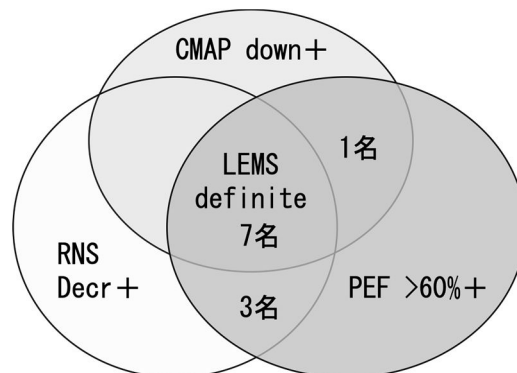 CMAP down＋
1名
LEMS
definite
7名
RNS
Decr＋
3名
PEF >60%＋